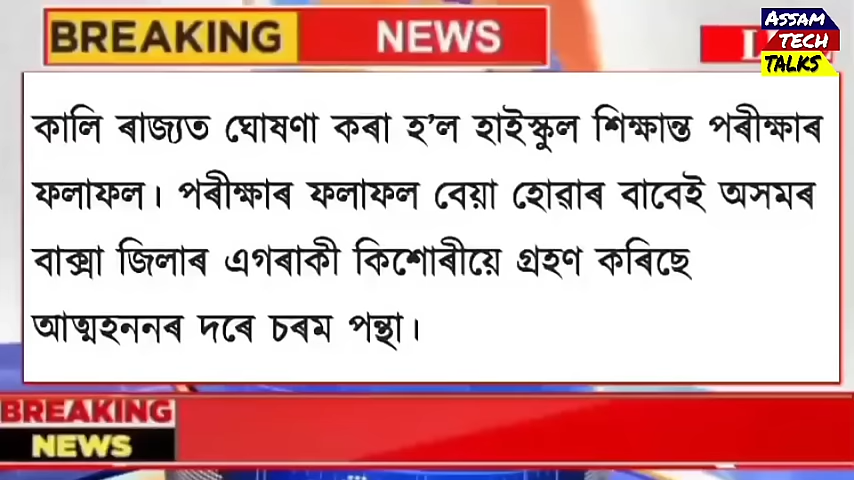 BREAKING NEWS
ASSAM
TECH
TALKS
কালি ৰাজ্যত ঘোষণা কৰা হ'ল হাইস্কুল শিক্ষান্ত পৰীক্ষাৰ
ফলাফল। পৰীক্ষাৰ ফলাফল বেয়া হোৱাৰ বাবেই অসমৰ
বাক্সা জিলাৰ এগৰাকী কিশোৰীয়ে গ্ৰহণ কৰিছে
আত্মহননৰ দৰে চৰম পন্থা।
BREAKING
NEWS